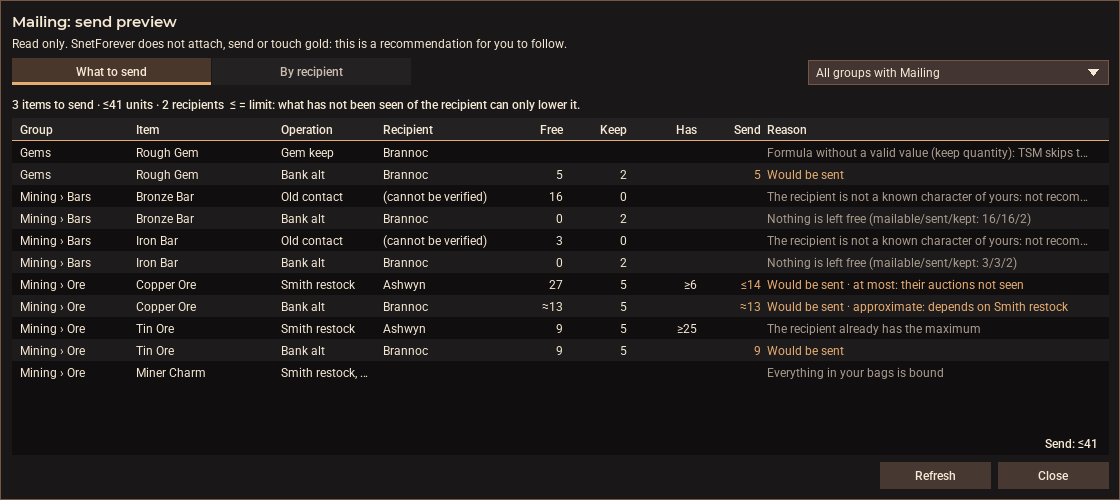 Mailing: send preview
Read only. SnetForever does not attach, send or touch gold: this is a recommendation for you to follow.
What to send By recipient All groups with Mailing
3 items to send · ≤41 units · 2 recipients ≤ = limit: what has not been seen of the recipient can only lower it.
Group Item Operation Recipient Free Keep Has Send Reason
Gems Rough Gem Gem keep Brannoc Formula without a valid value (keep quantity): TSM skips t...
Gems Rough Gem Bank alt Brannoc 5 2 5 Would be sent
Mining › Bars Bronze Bar Old contact (cannot be verified) 16 0 The recipient is not a known character of yours: not recom...
Mining › Bars Bronze Bar Bank alt Brannoc 0 2 Nothing is left free (mailable/sent/kept: 16/16/2)
Mining › Bars Iron Bar Old contact (cannot be verified) 3 0 The recipient is not a known character of yours: not recom...
Mining › Bars Iron Bar Bank alt Brannoc 0 2 Nothing is left free (mailable/sent/kept: 3/3/2)
Mining › Ore Copper Ore Smith restock Ashwyn 27 5 ≥6 ≤14 Would be sent · at most: their auctions not seen
Mining › Ore Copper Ore Bank alt Brannoc ≈13 5 ≈13 Would be sent · approximate: depends on Smith restock
Mining › Ore Tin Ore Smith restock Ashwyn 9 5 ≥25 The recipient already has the maximum
Mining › Ore Tin Ore Bank alt Brannoc 9 5 9 Would be sent
Mining › Ore Miner Charm Smith restock, ... Everything in your bags is bound
Send: ≤41
Refresh Close